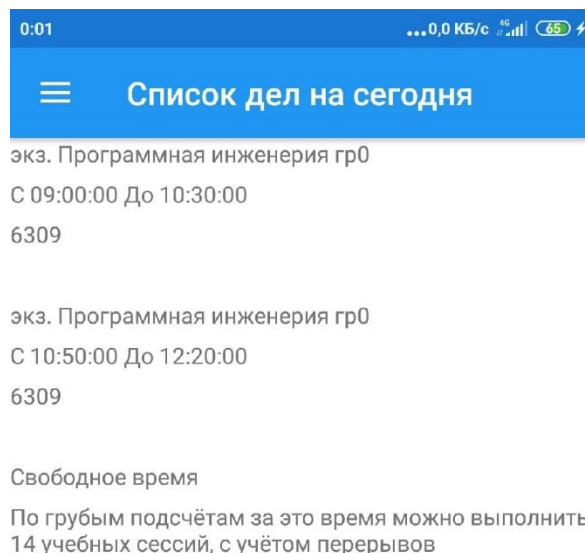 0:01 ...0,0 КБ/с 4G 65
Список дел на сегодня
экз. Программная инженерия гр0
С 09:00:00 До 10:30:00
6309
экз. Программная инженерия гр0
С 10:50:00 До 12:20:00
6309
Свободное время
По грубым подсчётам за это время можно выполнить
14 учебных сессий, с учётом перерывов